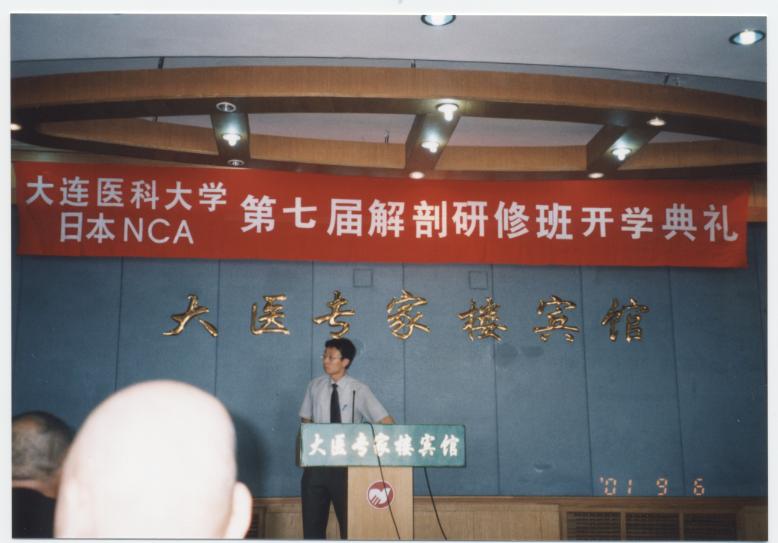 大连医科大学
日本NCA
第七届解剖研修班开学典礼
大医专家楼宾馆
大医专家楼宾馆
'01 9 6